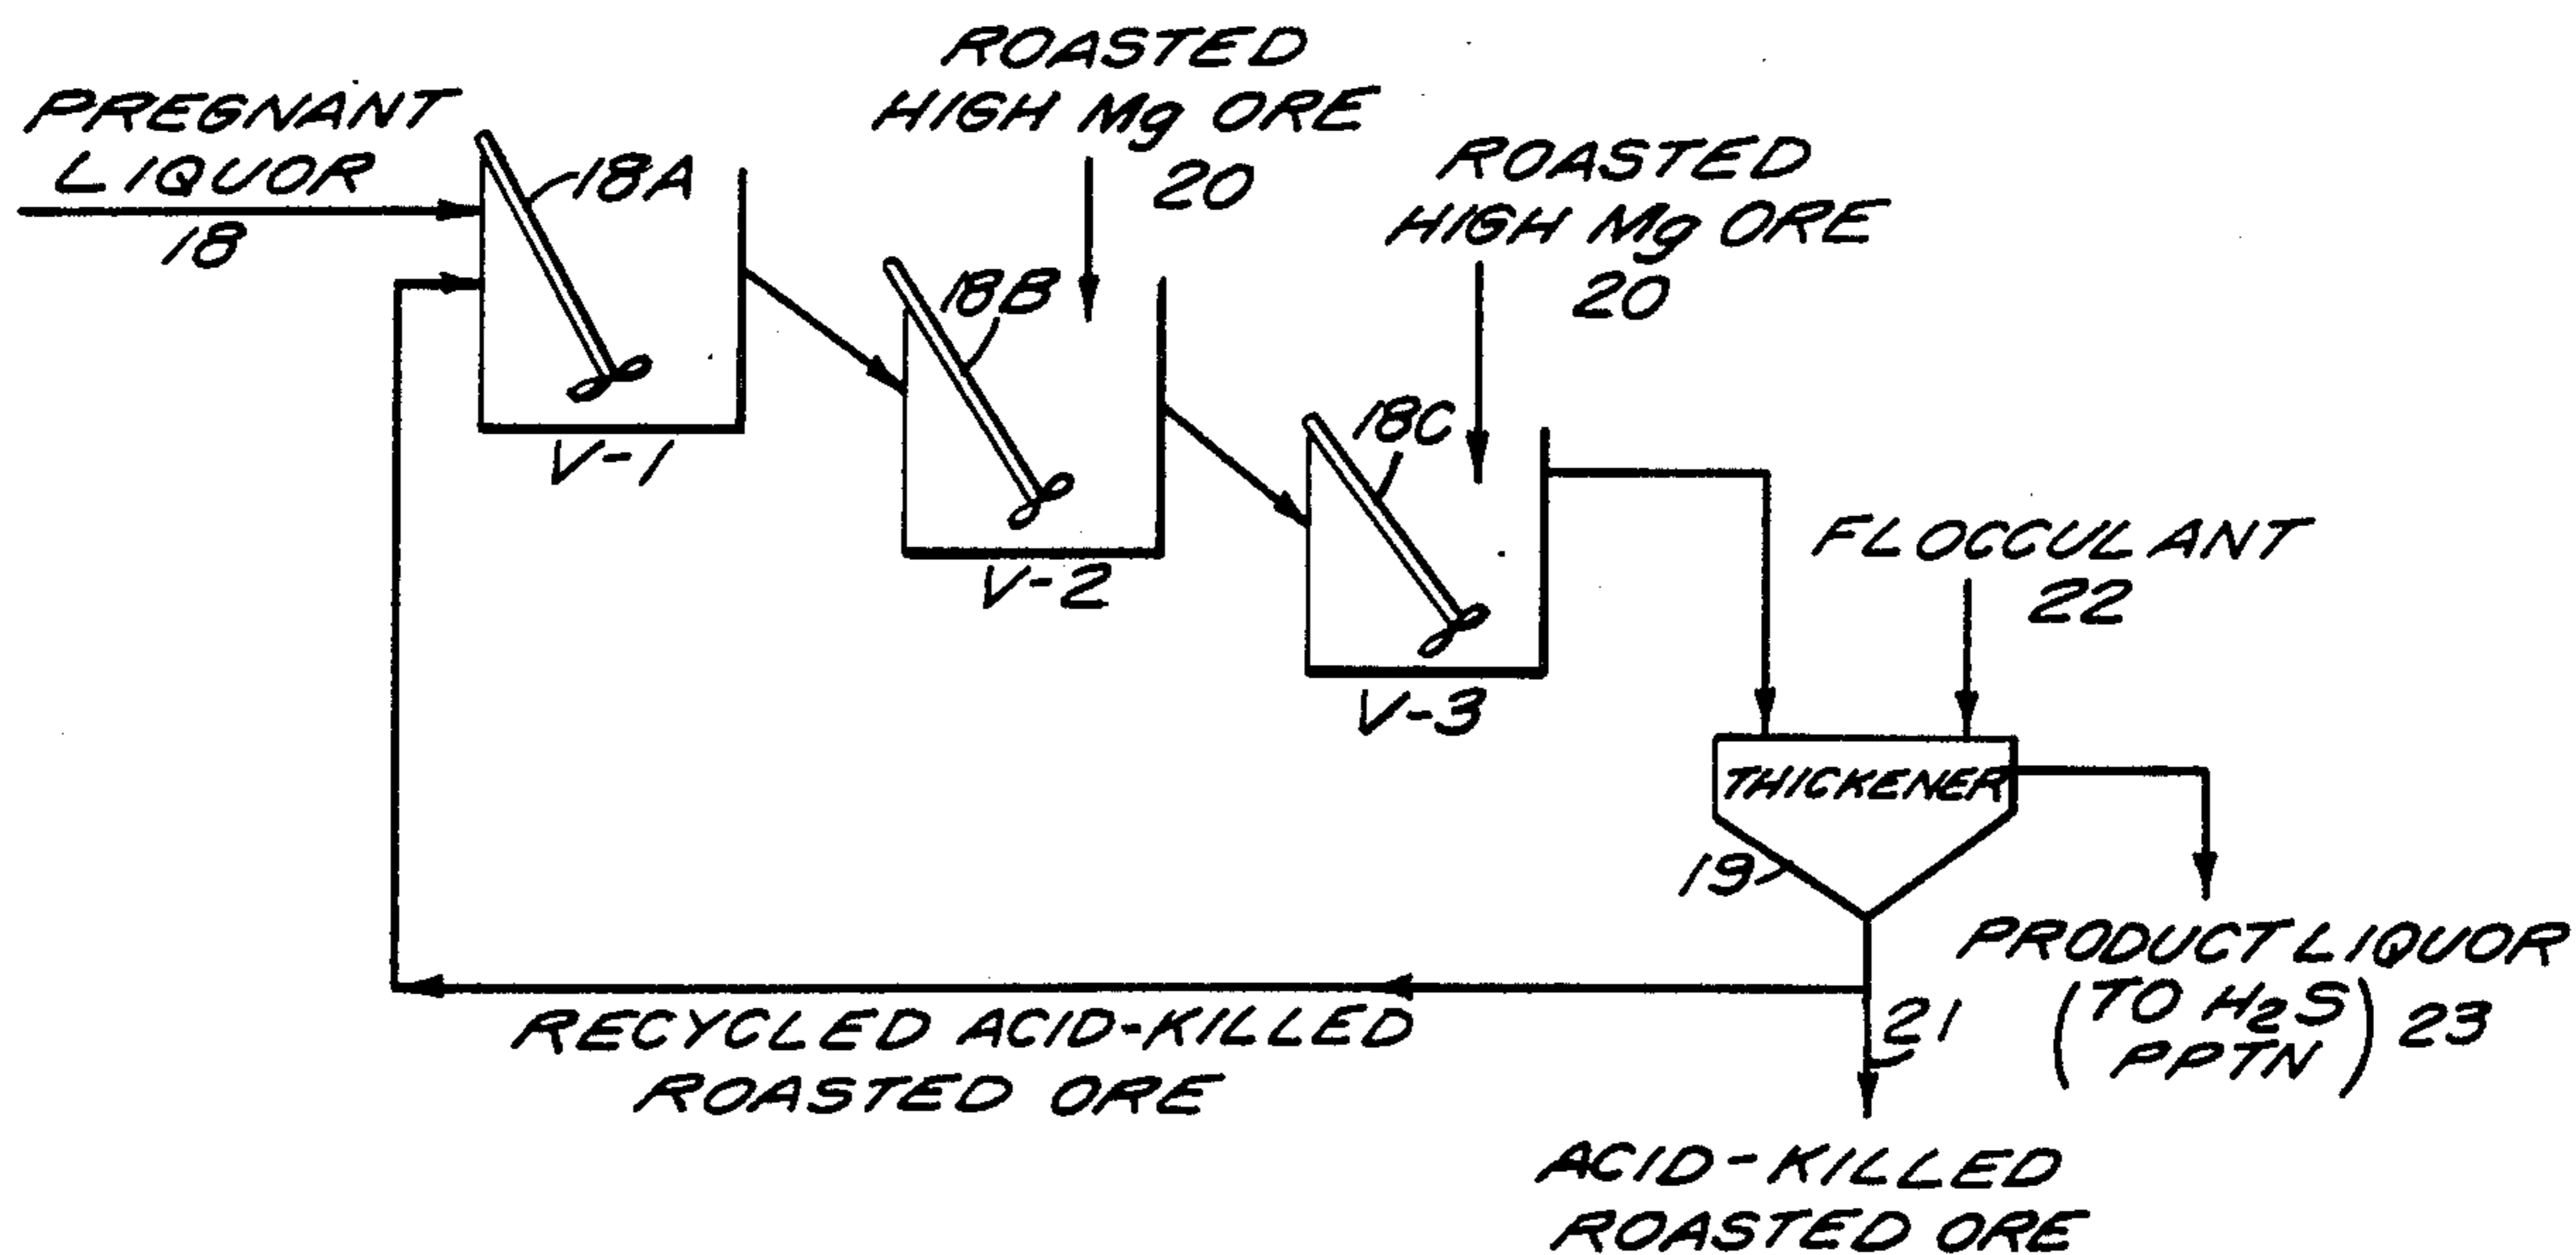 PREGNANT
LIQUOR
18
18A
V-1
ROASTED
HIGH Mg ORE
20
18B
V-2
ROASTED
HIGH Mg ORE
20
18C
V-3
FLOCCULANT
22
THICKENER
19
PRODUCT LIQUOR
(TO H2S
PPTN) 23
21
RECYCLED ACID-KILLED
ROASTED ORE
ACID-KILLED
ROASTED ORE